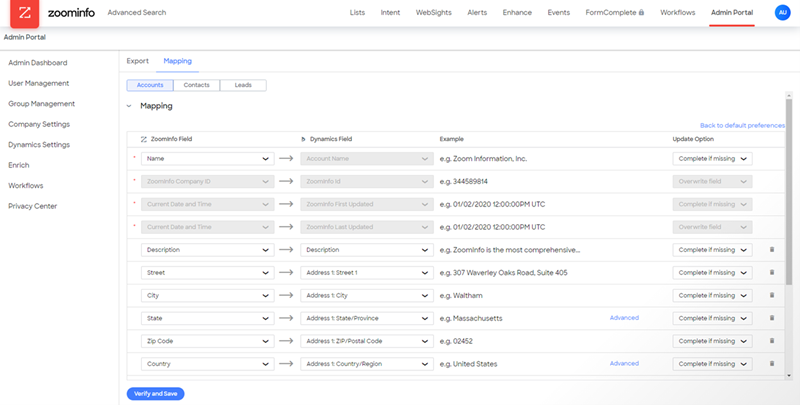 zoominfo Advanced Search Lists Intent WebSights Alerts Enhance Events FormComplete Workflows Admin Portal AU
Admin Portal
Admin Dashboard
User Management
Group Management
Company Settings
Dynamics Settings
Enrich
Workflows
Privacy Center
Export Mapping
Accounts Contacts Leads
Mapping
Back to default preferences
ZoomInfo Field Dynamics Field Example Update Option
* Name Account Name e.g. Zoom Information, Inc. Complete if missing
* ZoomInfo Company ID ZoomInfo Id e.g. 344589814 Overwrite field
* Current Date and Time ZoomInfo First Updated e.g. 01/02/2020 12:00:00PM UTC Complete if missing
* Current Date and Time ZoomInfo Last Updated e.g. 01/02/2020 12:00:00PM UTC Overwrite field
Description Description e.g. ZoomInfo is the most comprehensive... Complete if missing
Street Address 1: Street 1 e.g. 307 Waverley Oaks Road, Suite 405 Complete if missing
City Address 1: City e.g. Waltham Complete if missing
State Address 1: State/Province e.g. Massachusetts Advanced Complete if missing
Zip Code Address 1: ZIP/Postal Code e.g. 02452 Complete if missing
Country Address 1: Country/Region e.g. United States Advanced Complete if missing
Verify and Save